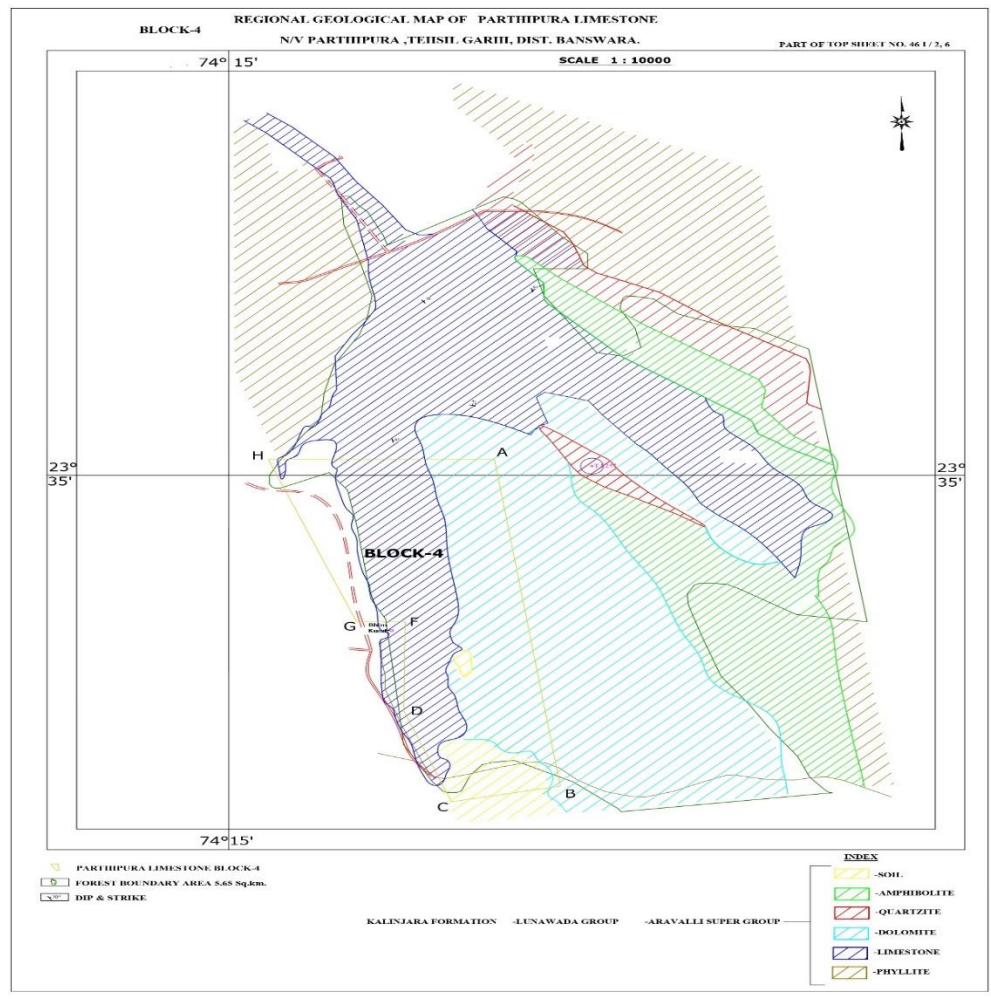 REGIONAL GEOLOGICAL MAP OF PARTHIPURA LIMESTONE
BLOCK-4
N/V PARTHIPURA ,TEHSIL GARHI, DIST. BANSWARA.
PART OF TOP SHEET NO. 46 I / 2, 6
74° 15'
SCALE 1 : 10000
H
A
23°
35'
23°
35'
BLOCK-4
G
F
D
B
C
74° 15'
INDEX
PARTHIPURA LIMESTONE BLOCK-4
-SOIL
FOREST BOUNDARY AREA 5.65 Sq.km.
-AMPHIBOLITE
DIP & STRIKE
-QUARTZITE
KALINJARA FORMATION -LUNAWADA GROUP -ARAVALLI SUPER GROUP
-DOLOMITE
-LIMESTONE
-PHYLLITE